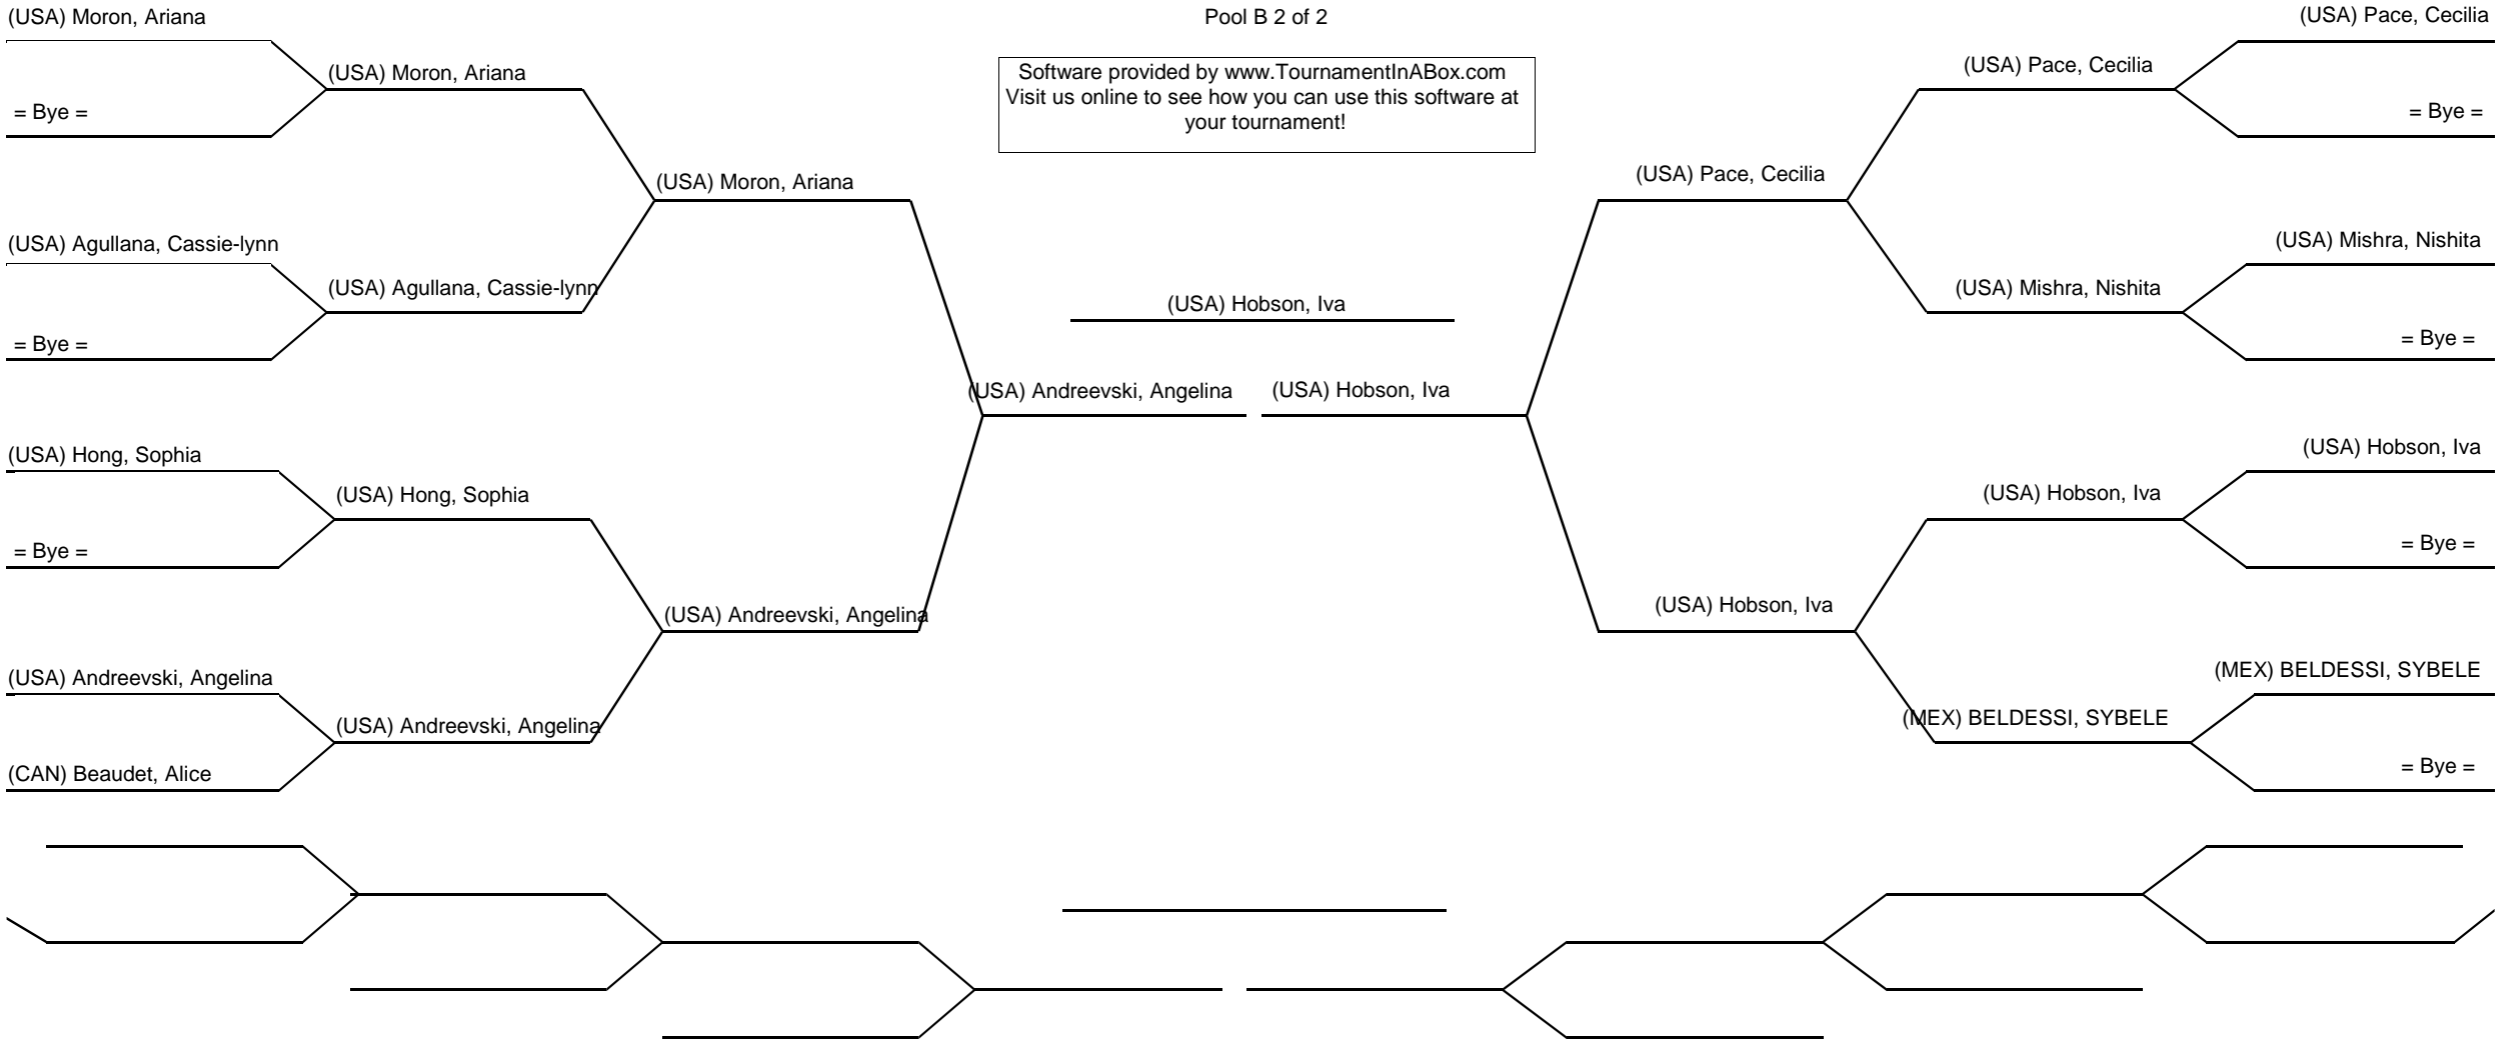 (USA) Moron, Ariana
Pool B 2 of 2
(USA) Pace, Cecilia
(USA) Moron, Ariana
Software provided by www.TournamentInABox.com
Visit us online to see how you can use this software at
your tournament!
(USA) Pace, Cecilia
= Bye =
= Bye =
(USA) Moron, Ariana
(USA) Pace, Cecilia
(USA) Agullana, Cassie-lynn
(USA) Mishra, Nishita
(USA) Agullana, Cassie-lynn
(USA) Hobson, Iva
(USA) Mishra, Nishita
= Bye =
= Bye =
(USA) Andreevski, Angelina
(USA) Hobson, Iva
(USA) Hong, Sophia
(USA) Hobson, Iva
(USA) Hong, Sophia
(USA) Hobson, Iva
= Bye =
= Bye =
(USA) Andreevski, Angelina
(USA) Hobson, Iva
(USA) Andreevski, Angelina
(MEX) BELDESSI, SYBELE
(USA) Andreevski, Angelina
(MEX) BELDESSI, SYBELE
(CAN) Beaudet, Alice
= Bye =